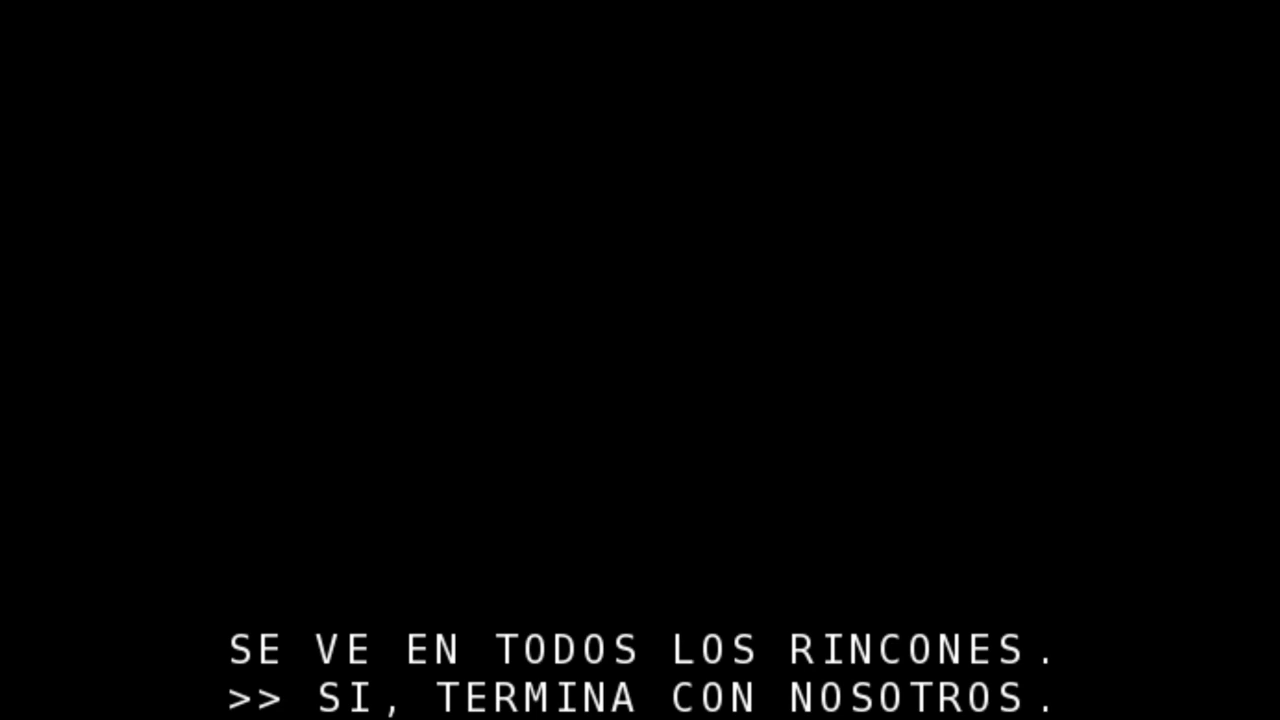 SE VE EN TODOS LOS RINCONES.
>> SI, TERMINA CON NOSOTROS.